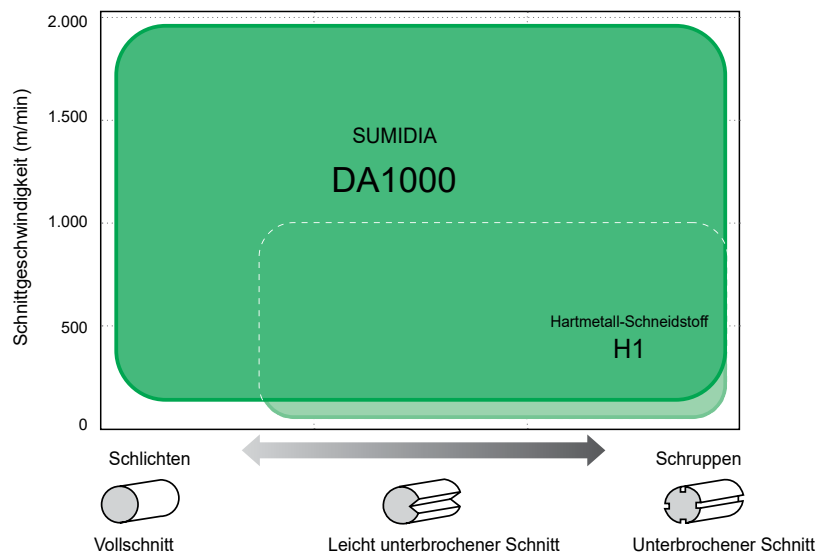 Schnittgeschwindigkeit (m/min)
2.000
1.500
1.000
500
0
SUMIDIA
DA1000
Hartmetall-Schneidstoff
H1
Schlichten
Schruppen
Vollschnitt
Leicht unterbrochener Schnitt
Unterbrochener Schnitt